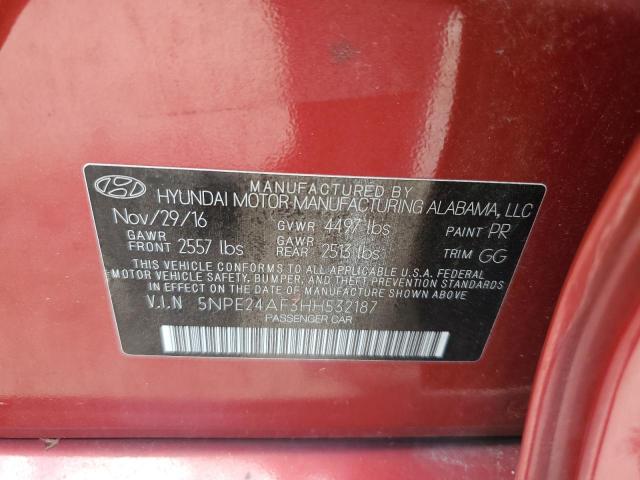 MANUFACTURED BY
HYUNDAI MOTOR MANUFACTURING ALABAMA, LLC
Nov/29/16 GVWR 4497 lbs PAINT PR
GAWR FRONT 2557 lbs GAWR REAR 2513 lbs TRIM GG
THIS VEHICLE CONFORMS TO ALL APPLICABLE U.S.A. FEDERAL
MOTOR VEHICLE SAFETY, BUMPER, AND THEFT PREVENTION STANDARDS
IN EFFECT ON THE DATE OF MANUFACTURE SHOWN ABOVE.
V.I.N 5NPE24AF3HH532187
PASSENGER CAR